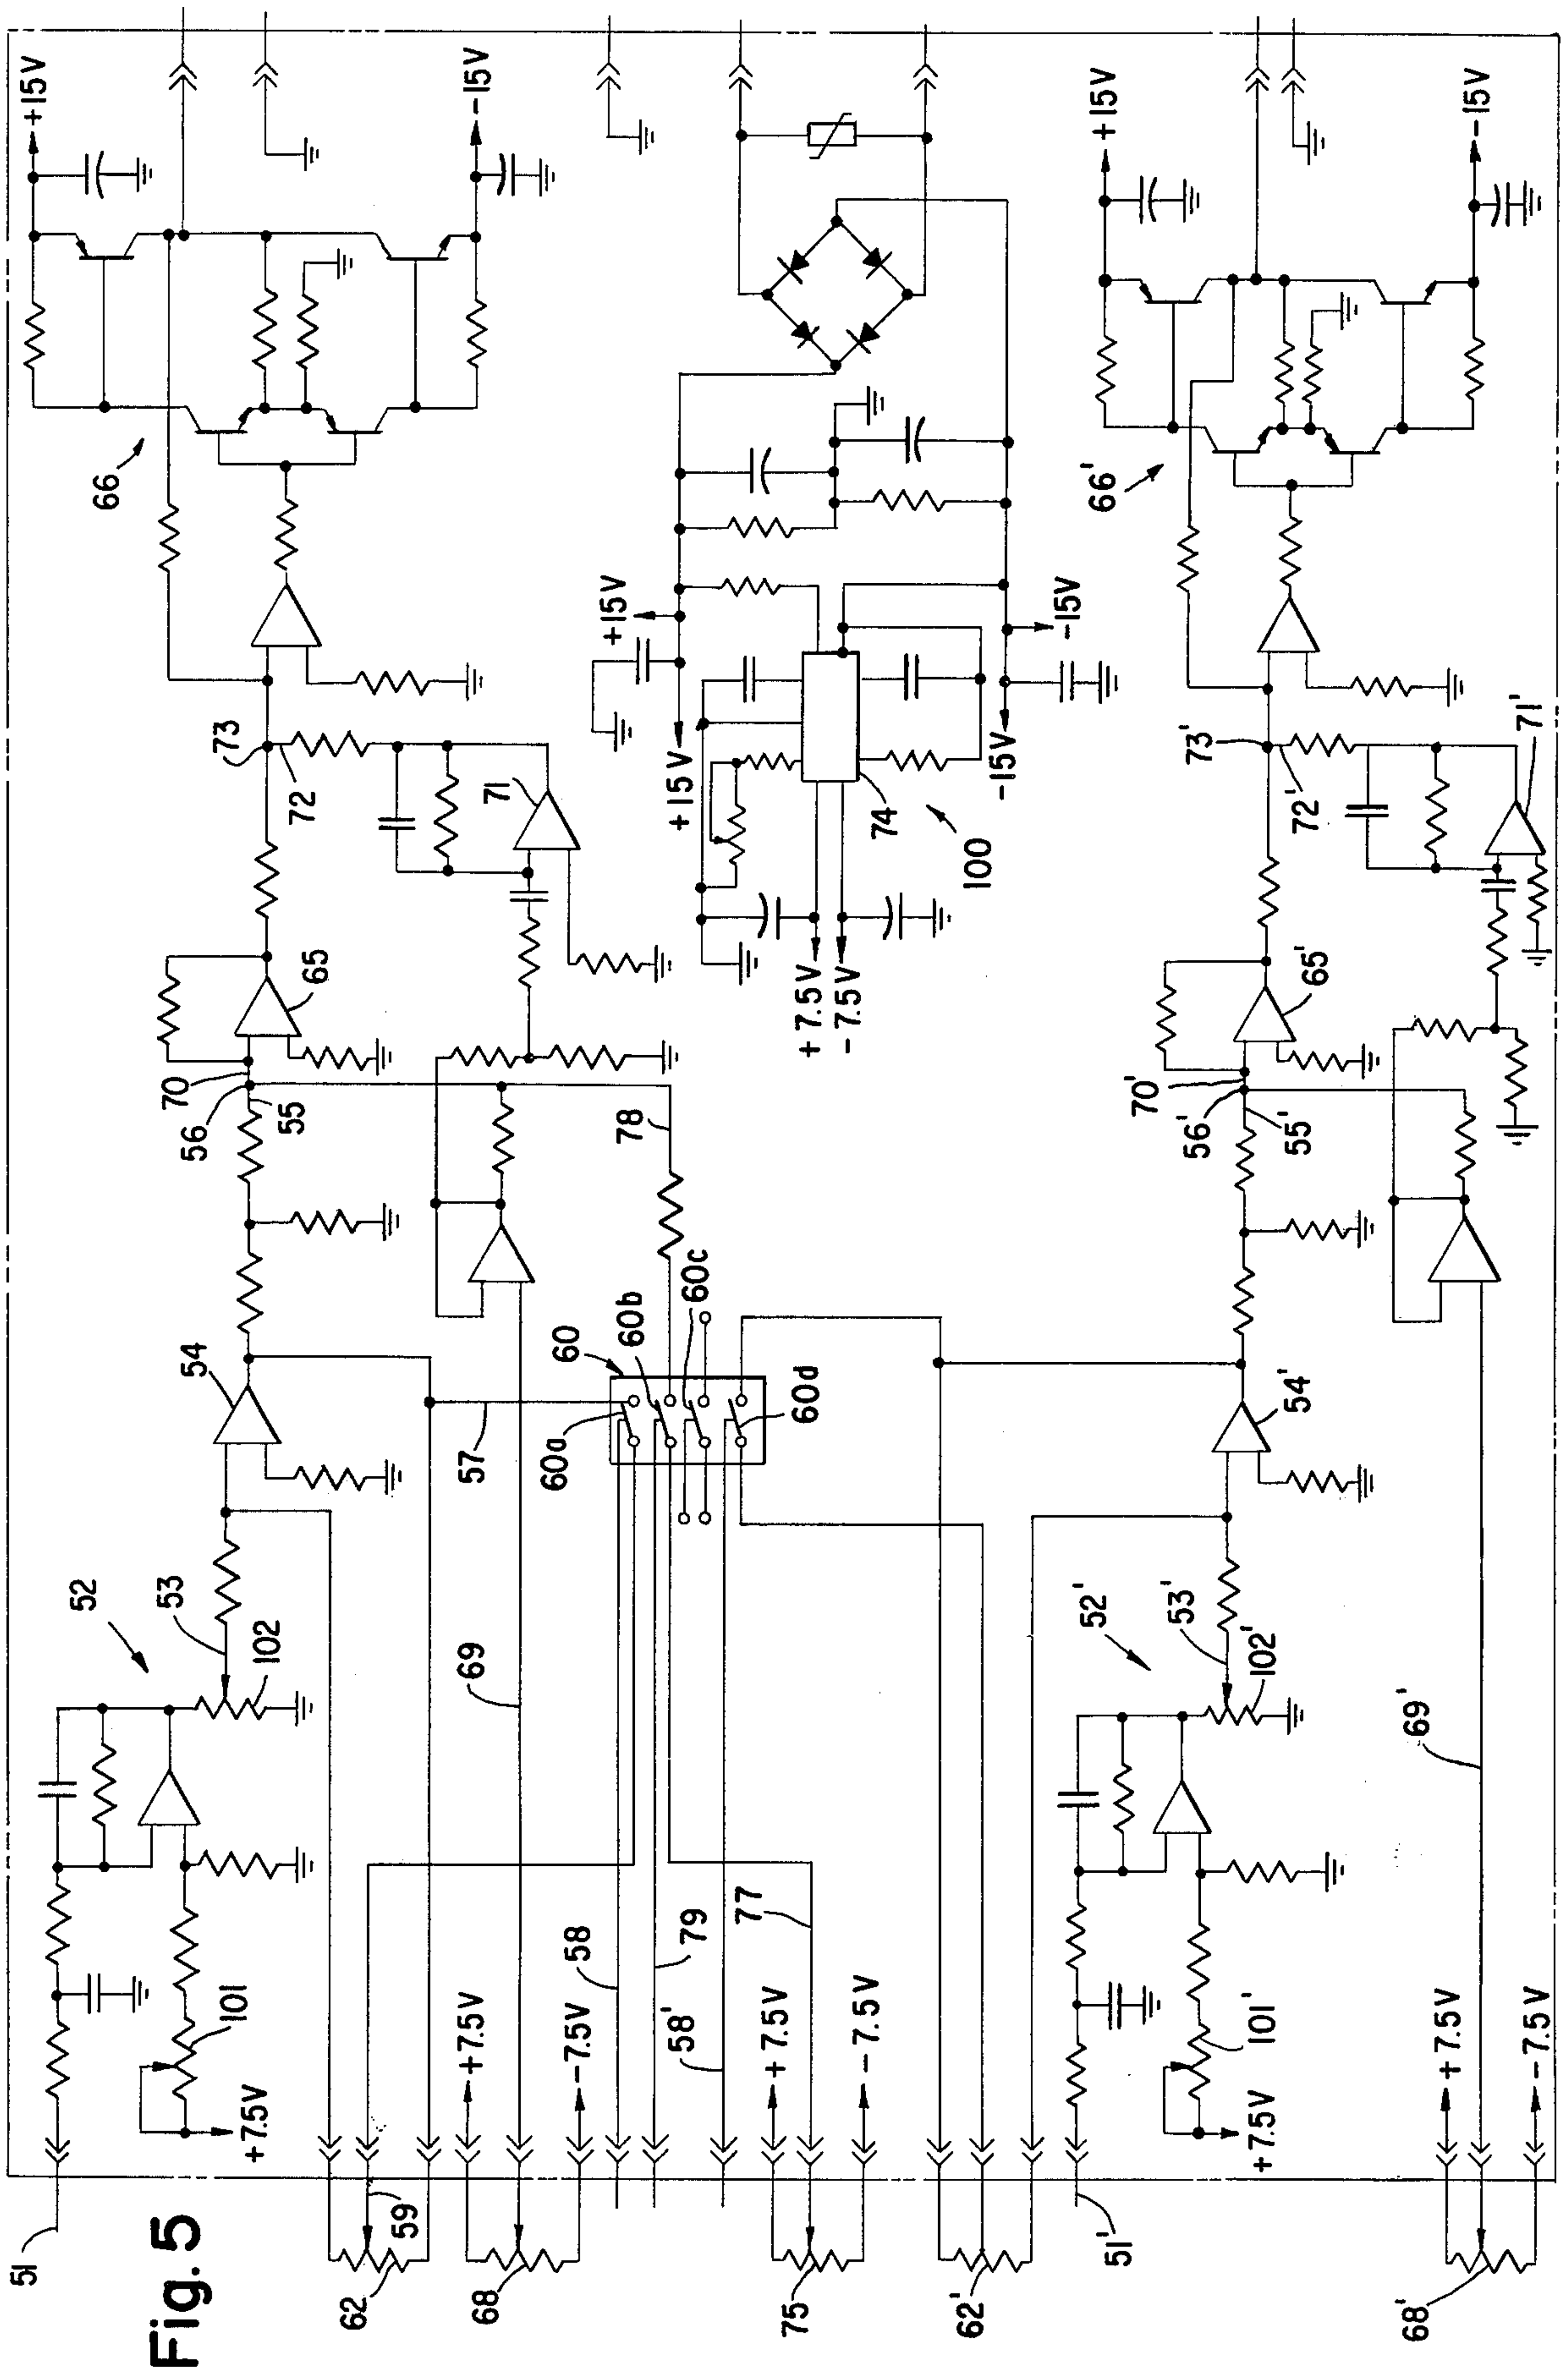 Fig. 5
51
52
53
102
101
+7.5V
54
55
56
70
65
73
72
71
66
+15V
-15V
62
59
57
69
68
+7.5V
-7.5V
58
79
58'
77
75
+7.5V
-7.5V
60
60a
60b
60c
60d
78
+15V
+15V
-15V
-15V
74
100
+7.5V
-7.5V
62'
51'
52'
53'
102'
101'
+7.5V
54'
55'
56'
70'
65'
73'
72'
71'
66'
+15V
-15V
69'
68'
+7.5V
-7.5V